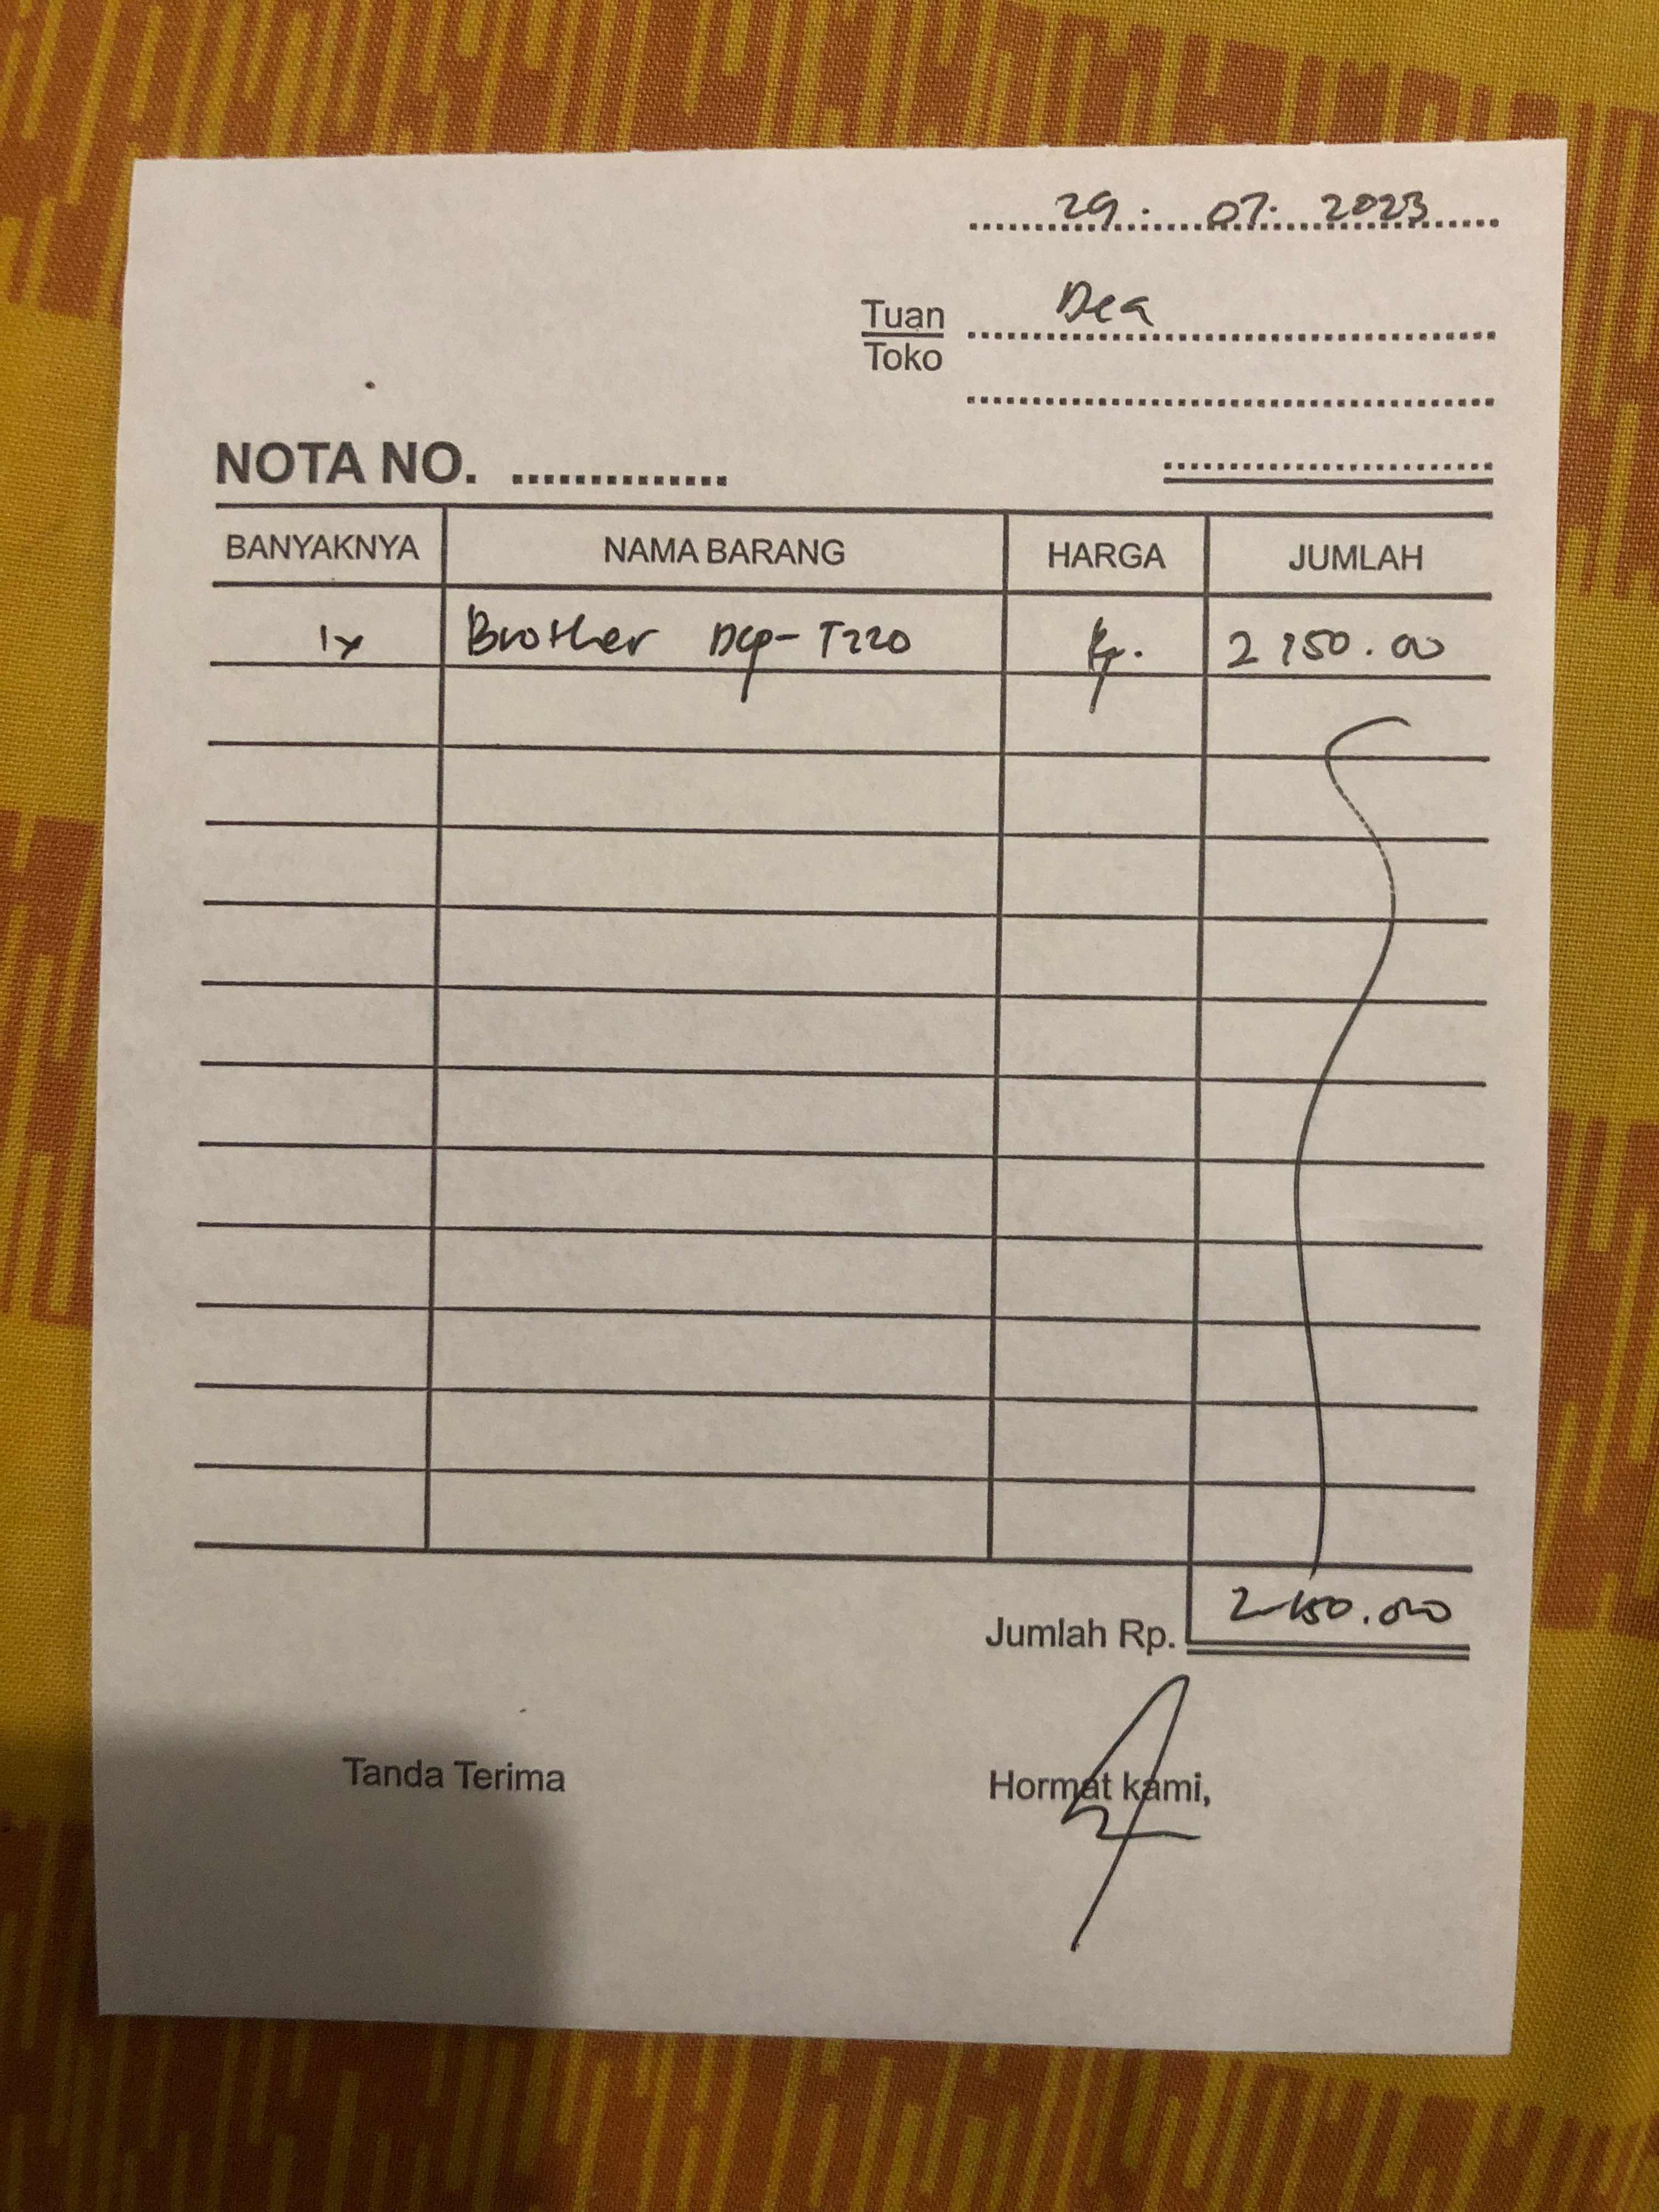 29. 07. 2023
Tuan Dea
Toko
NOTA NO.
BANYAKNYA NAMA BARANG HARGA JUMLAH
1x Brother Dcp-T220 Rp. 2 150.00
Jumlah Rp. 2 150.000
Tanda Terima Hormat kami,